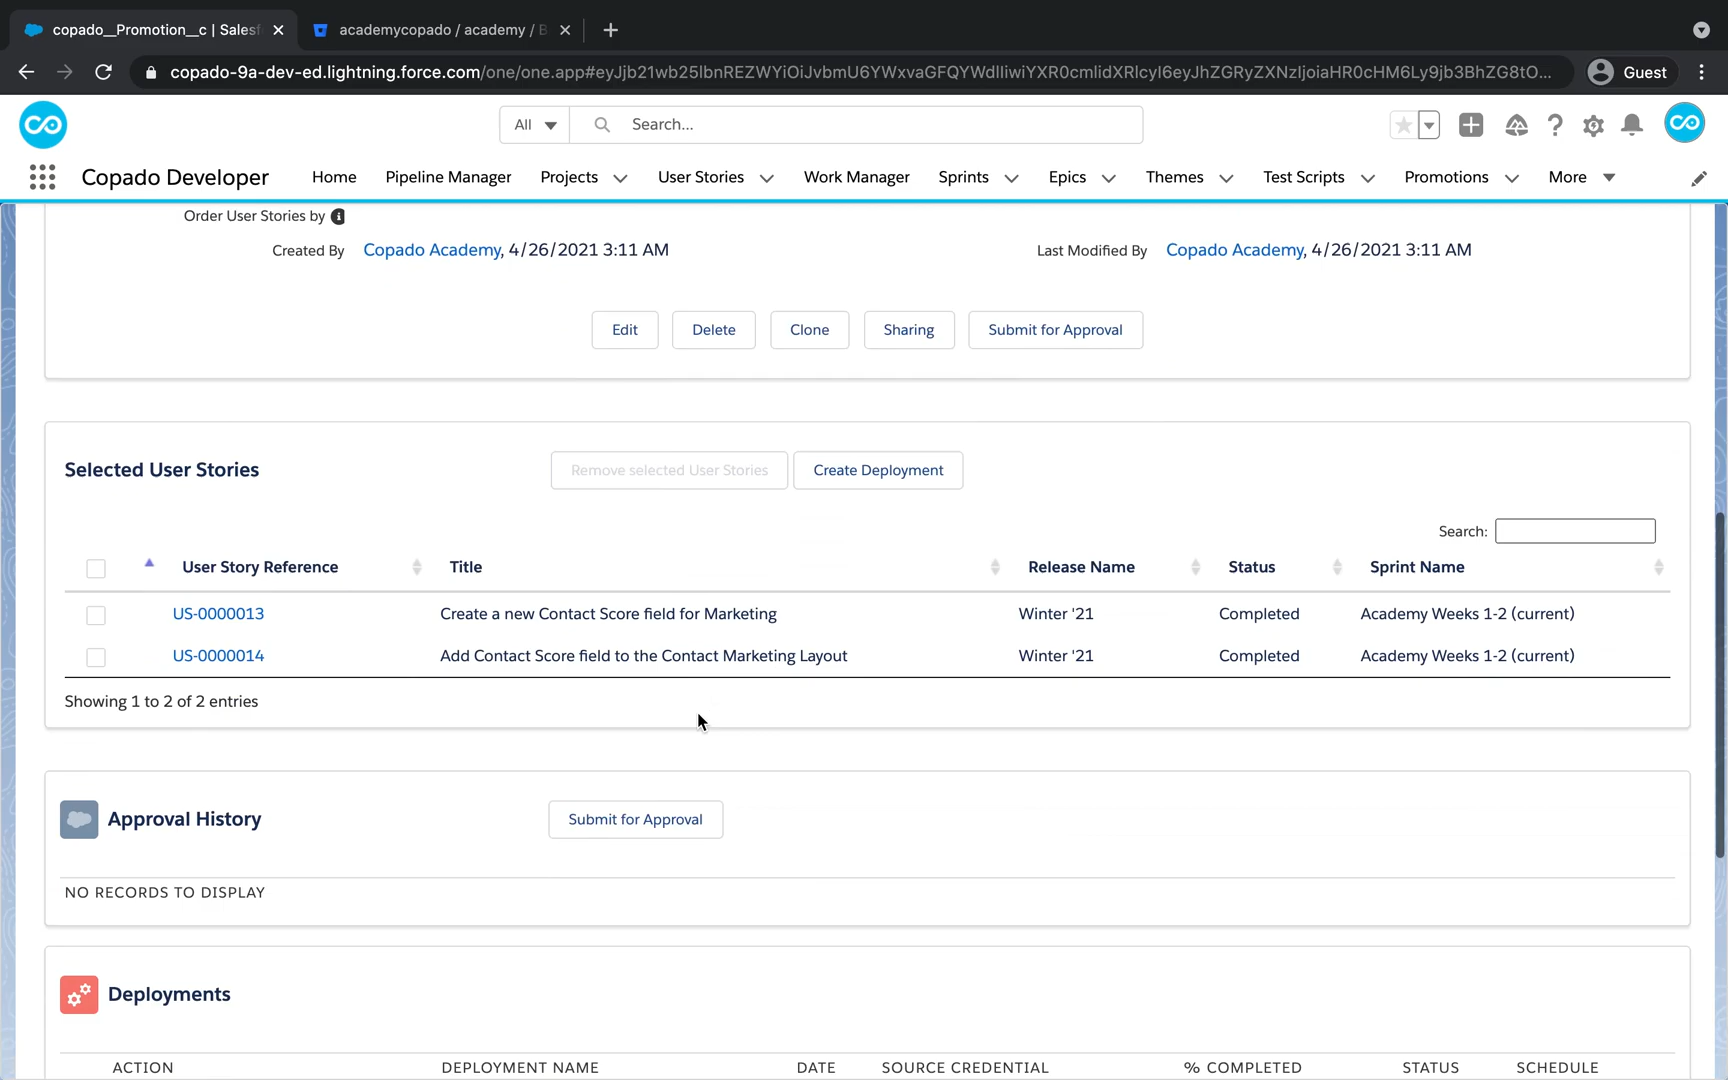 copado__Promotion__c | Salesf
academycopado / academy / B
copado-9a-dev-ed.lightning.force.com/one/one.app#eyJjb21wb25lbnREZWYiOiJvbmU6YWxvaGFQYWdlIiwiYXR0cmlidXRlcyI6eyJhZGRyZXNzIjoiaHR0cHM6Ly9jb3BhZG8tO...
Guest
All
Search...
Copado Developer
Home
Pipeline Manager
Projects
User Stories
Work Manager
Sprints
Epics
Themes
Test Scripts
Promotions
More
Order User Stories by
Created By Copado Academy, 4/26/2021 3:11 AM
Last Modified By Copado Academy, 4/26/2021 3:11 AM
Edit
Delete
Clone
Sharing
Submit for Approval
Selected User Stories
Remove selected User Stories
Create Deployment
Search:
User Story Reference Title Release Name Status Sprint Name
US-0000013 Create a new Contact Score field for Marketing Winter '21 Completed Academy Weeks 1-2 (current)
US-0000014 Add Contact Score field to the Contact Marketing Layout Winter '21 Completed Academy Weeks 1-2 (current)
Showing 1 to 2 of 2 entries
Approval History
Submit for Approval
NO RECORDS TO DISPLAY
Deployments
ACTION DEPLOYMENT NAME DATE SOURCE CREDENTIAL % COMPLETED STATUS SCHEDULE